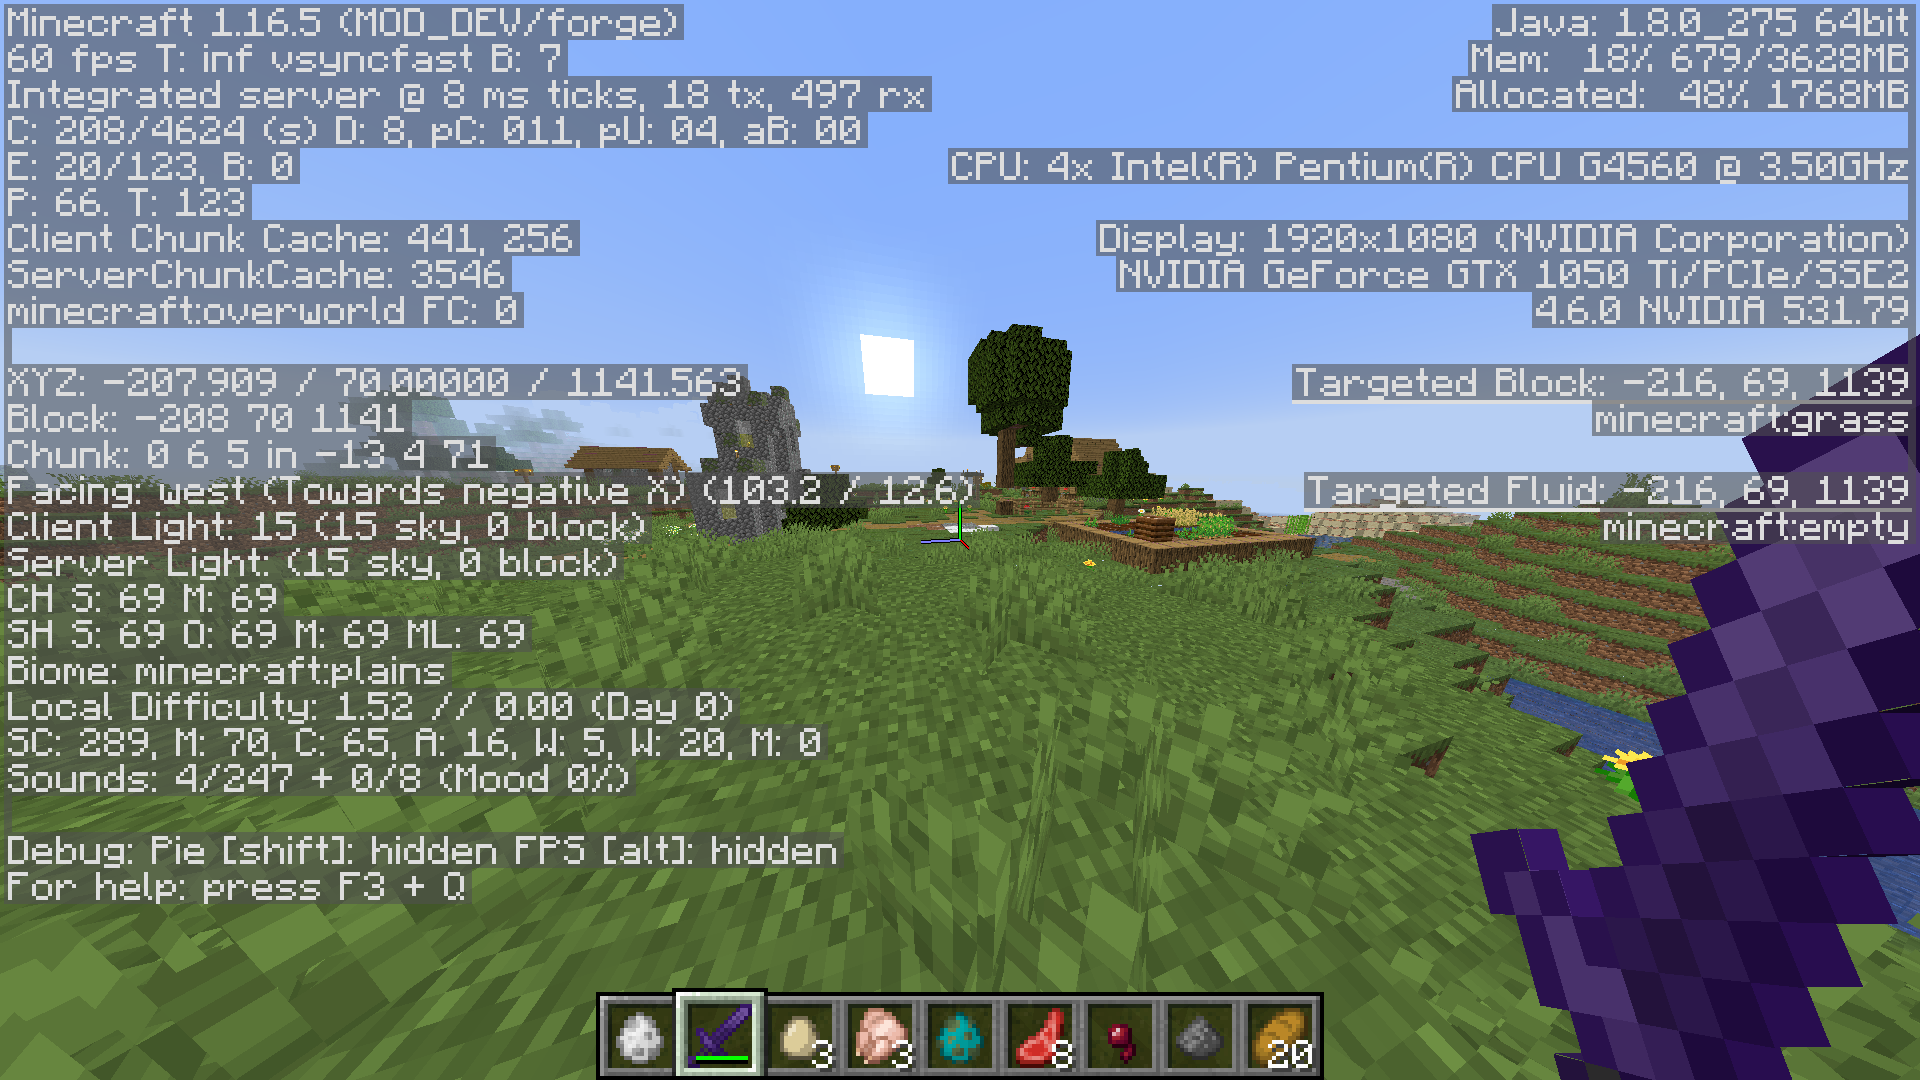 Minecraft 1.16.5 (MOD_DEV/forge)
60 fps T: inf vsyncfast B: 7
Integrated server @ 8 ms ticks, 18 tx, 497 rx
C: 208/4624 (s) D: 8, pC: 011, pU: 04, aB: 00
E: 20/123, B: 0
P: 66. T: 123
Client Chunk Cache: 441, 256
ServerChunkCache: 3546
minecraft:overworld FC: 0
XYZ: -207.909 / 70.00000 / 1141.563
Block: -208 70 1141
Chunk: 0 6 5 in -13 4 71
Facing: west (Towards negative X) (103.2 / 12.6)
Client Light: 15 (15 sky, 0 block)
Server Light: (15 sky, 0 block)
CH S: 69 M: 69
SH S: 69 O: 69 M: 69 ML: 69
Biome: minecraft:plains
Local Difficulty: 1.52 // 0.00 (Day 0)
SC: 289, M: 70, C: 65, A: 16, W: 5, W: 20, M: 0
Sounds: 4/247 + 0/8 (Mood 0%)
Debug: Pie [shift]: hidden FPS [alt]: hidden
For help: press F3 + Q
Java: 1.8.0_275 64bit
Mem: 18% 679/3628MB
Allocated: 48% 1768MB
CPU: 4x Intel(R) Pentium(R) CPU G4560 @ 3.50GHz
Display: 1920x1080 (NVIDIA Corporation)
NVIDIA GeForce GTX 1050 Ti/PCIe/SSE2
4.6.0 NVIDIA 531.79
Targeted Block: -216, 69, 1139
minecraft:grass
Targeted Fluid: -216, 69, 1139
minecraft:empty
3 3 8 20